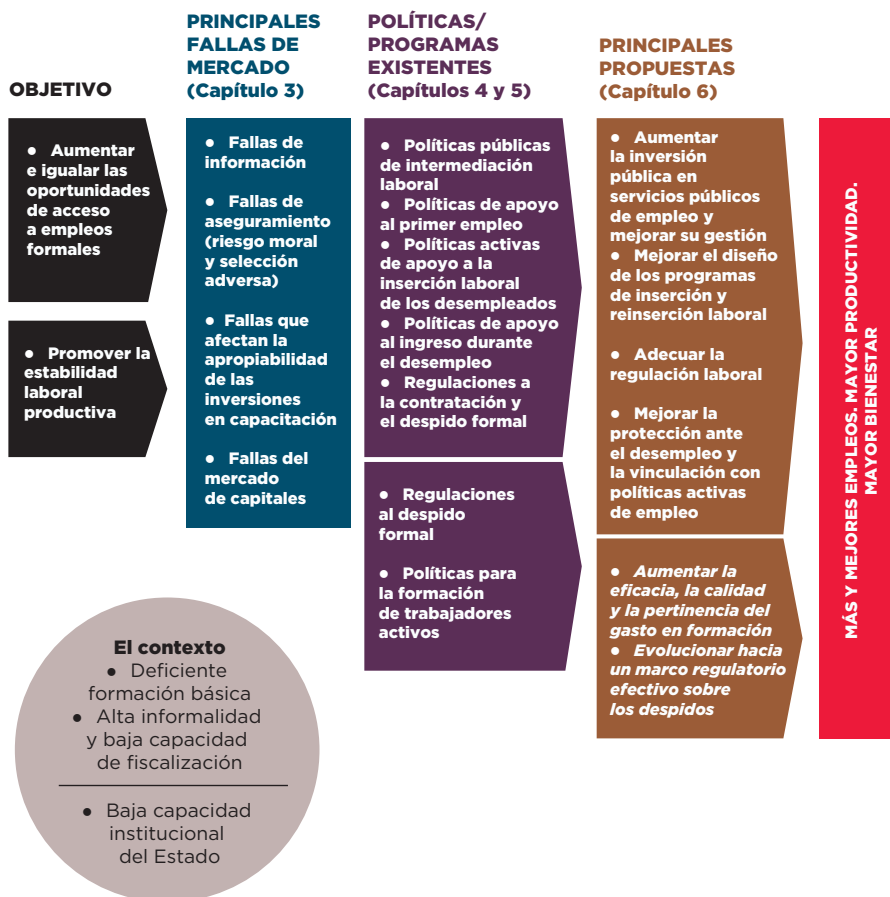 OBJETIVO
● Aumentar
e igualar las
oportunidades
de acceso
a empleos
formales
● Promover la
estabilidad
laboral
productiva
PRINCIPALES
FALLAS DE
MERCADO
(Capítulo 3)
● Fallas de
información
● Fallas de
aseguramiento
(riesgo moral
y selección
adversa)
● Fallas que
afectan la
apropiabilidad
de las
inversiones
en capacitación
● Fallas del
mercado
de capitales
POLÍTICAS/
PROGRAMAS
EXISTENTES
(Capítulos 4 y 5)
● Políticas públicas
de intermediación
laboral
● Políticas de apoyo
al primer empleo
● Políticas activas
de apoyo a la
inserción laboral
de los desempleados
● Políticas de apoyo
al ingreso durante
el desempleo
● Regulaciones a
la contratación y
el despido formal
● Regulaciones
al despido
formal
● Políticas para
la formación
de trabajadores
activos
PRINCIPALES
PROPUESTAS
(Capítulo 6)
● Aumentar
la inversión
pública en
servicios públicos
de empleo y
mejorar su gestión
● Mejorar el diseño
de los programas
de inserción y
reinserción laboral
● Adecuar la
regulación laboral
● Mejorar la
protección ante
el desempleo y
la vinculación con
políticas activas
de empleo
● Aumentar la
eficacia, la calidad
y la pertinencia del
gasto en formación
● Evolucionar hacia
un marco regulatorio
efectivo sobre
los despidos
MÁS Y MEJORES EMPLEOS. MAYOR PRODUCTIVIDAD.
MAYOR BIENESTAR
El contexto
● Deficiente
formación básica
● Alta informalidad
y baja capacidad
de fiscalización
● Baja capacidad
institucional
del Estado